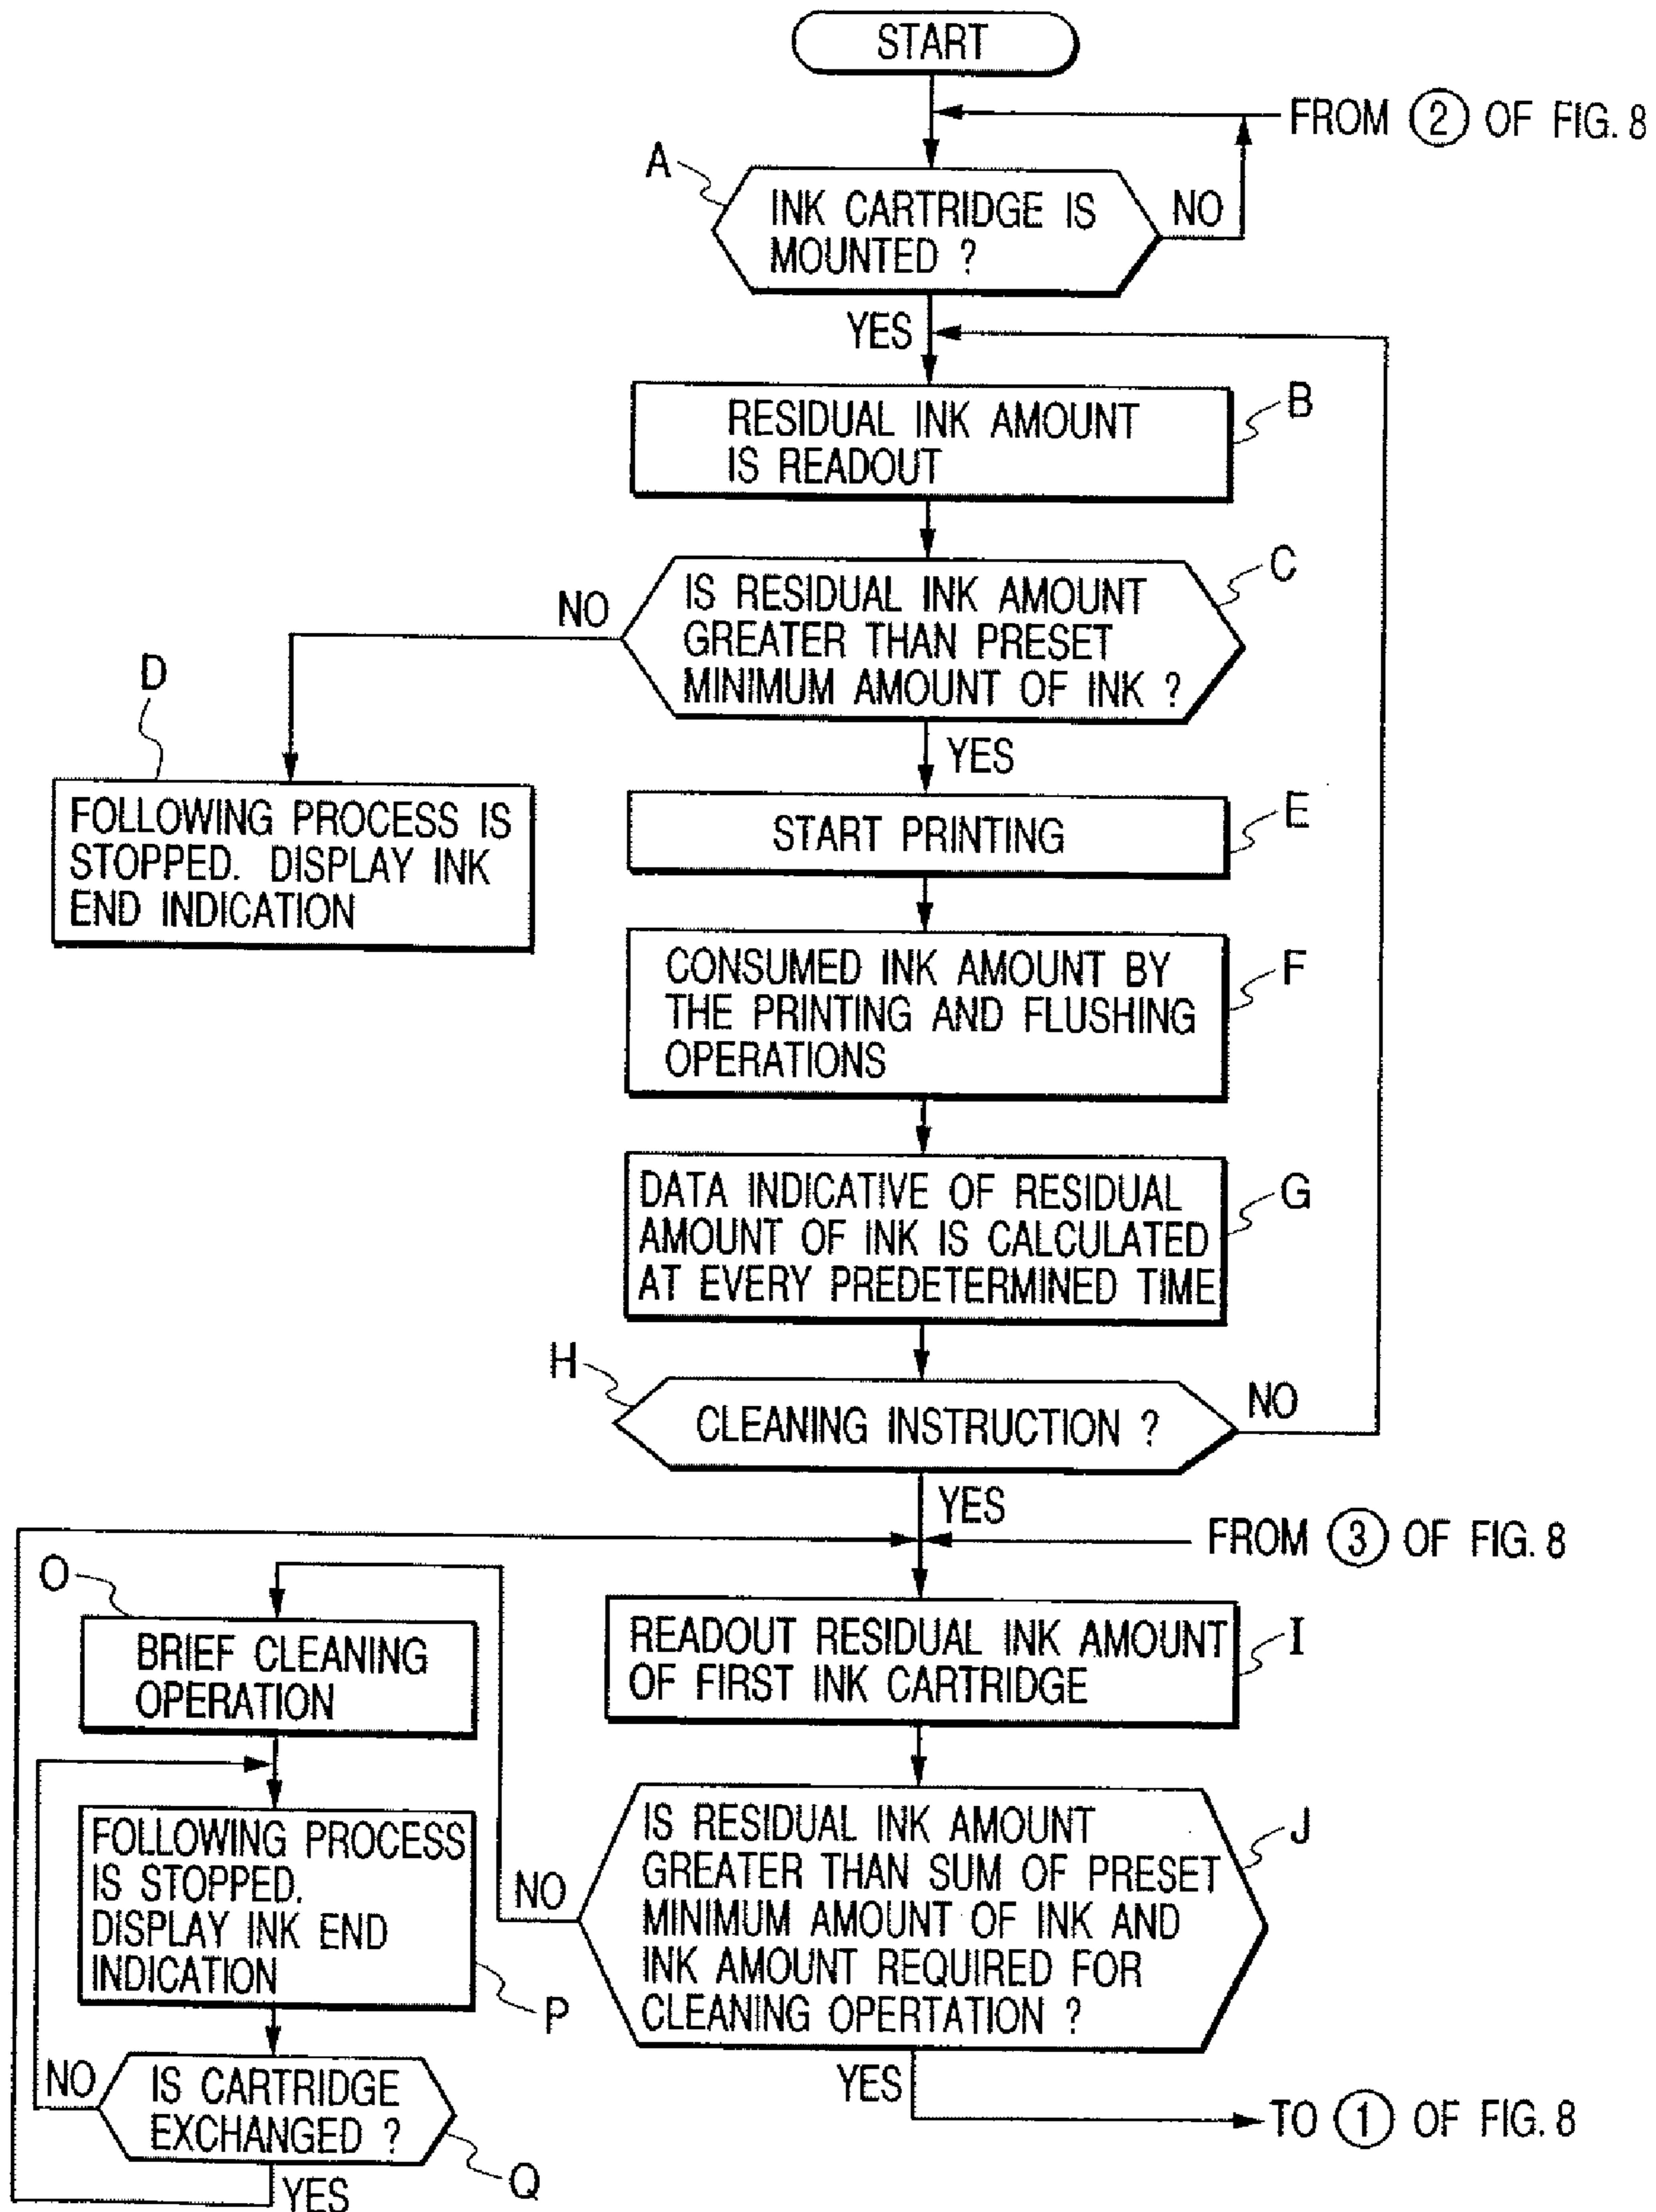 START
FROM 2 OF FIG. 8
A
INK CARTRIDGE IS
MOUNTED ?
NO
YES
RESIDUAL INK AMOUNT
IS READOUT
B
IS RESIDUAL INK AMOUNT
GREATER THAN PRESET
MINIMUM AMOUNT OF INK ?
C
NO
D
FOLLOWING PROCESS IS
STOPPED. DISPLAY INK
END INDICATION
YES
START PRINTING
E
CONSUMED INK AMOUNT BY
THE PRINTING AND FLUSHING
OPERATIONS
F
DATA INDICATIVE OF RESIDUAL
AMOUNT OF INK IS CALCULATED
AT EVERY PREDETERMINED TIME
G
H
CLEANING INSTRUCTION ?
NO
YES
FROM 3 OF FIG. 8
READOUT RESIDUAL INK AMOUNT
OF FIRST INK CARTRIDGE
I
IS RESIDUAL INK AMOUNT
GREATER THAN SUM OF PRESET
MINIMUM AMOUNT OF INK AND
INK AMOUNT REQUIRED FOR
CLEANING OPERTATION ?
J
NO
YES
TO 1 OF FIG. 8
O
BRIEF CLEANING
OPERATION
FOLLOWING PROCESS
IS STOPPED.
DISPLAY INK END
INDICATION
P
IS CARTRIDGE
EXCHANGED ?
NO
Q
YES